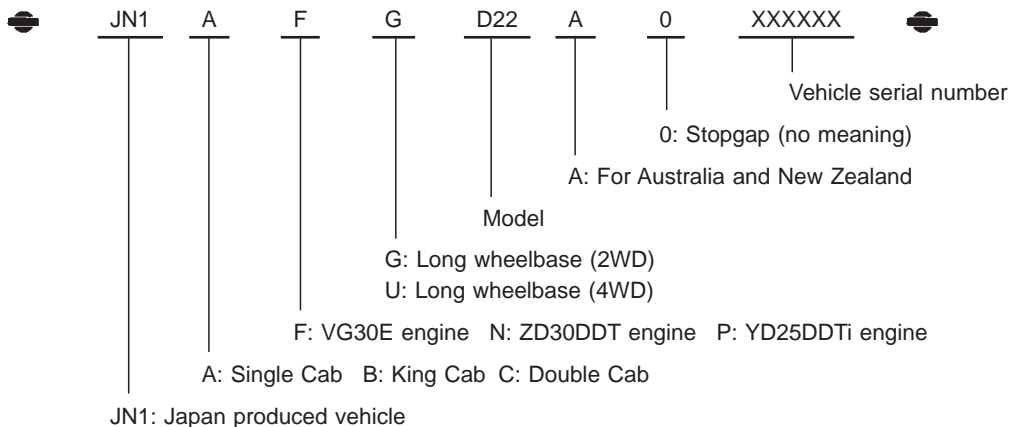 JN1 A F G D22 A 0 XXXXXX
Vehicle serial number
0: Stopgap (no meaning)
A: For Australia and New Zealand
Model
G: Long wheelbase (2WD)
U: Long wheelbase (4WD)
F: VG30E engine N: ZD30DDT engine P: YD25DDTi engine
A: Single Cab B: King Cab C: Double Cab
JN1: Japan produced vehicle